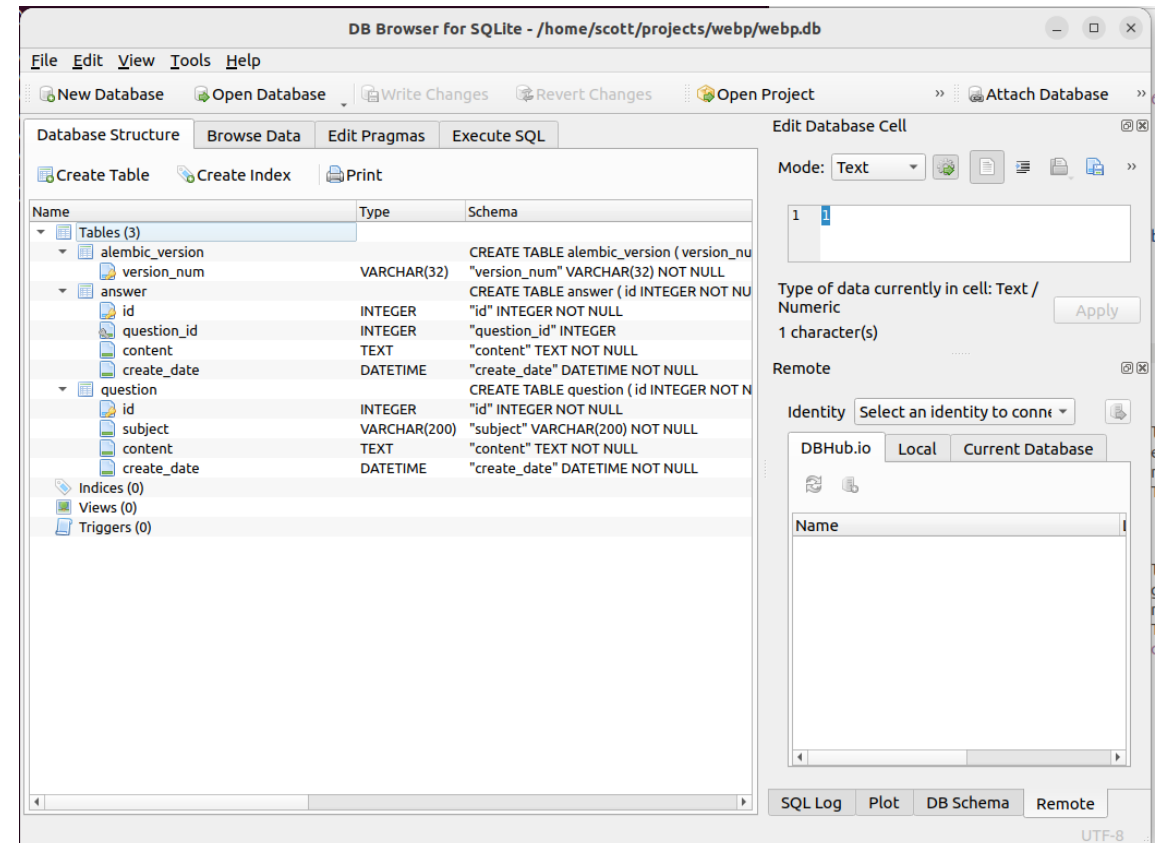 DB Browser for SQLite - /home/scott/projects/webp/webp.db
File Edit View Tools Help
New Database Open Database Write Changes Revert Changes Open Project » Attach Database »
Database Structure Browse Data Edit Pragmas Execute SQL
Create Table Create Index Print
Name Type Schema
Tables (3)
alembic_version CREATE TABLE alembic_version ( version_nu
version_num VARCHAR(32) "version_num" VARCHAR(32) NOT NULL
answer CREATE TABLE answer ( id INTEGER NOT NU
id INTEGER "id" INTEGER NOT NULL
question_id INTEGER "question_id" INTEGER
content TEXT "content" TEXT NOT NULL
create_date DATETIME "create_date" DATETIME NOT NULL
question CREATE TABLE question ( id INTEGER NOT N
id INTEGER "id" INTEGER NOT NULL
subject VARCHAR(200) "subject" VARCHAR(200) NOT NULL
content TEXT "content" TEXT NOT NULL
create_date DATETIME "create_date" DATETIME NOT NULL
Indices (0)
Views (0)
Triggers (0)
Edit Database Cell
Mode: Text »
1 1
Type of data currently in cell: Text /
Numeric
Apply
1 character(s)
Remote
Identity Select an identity to conne
DBHub.io Local Current Database
Name
SQL Log Plot DB Schema Remote
UTF-8